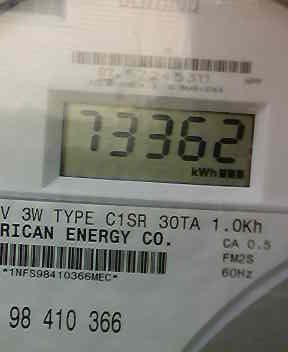 73362
kWh
V 3W TYPE C1SR 30TA 1.0Kh
RICAN ENERGY CO.
CA 0.5
FM2S
60Hz
*1NFS98410366MEC*
98 410 366